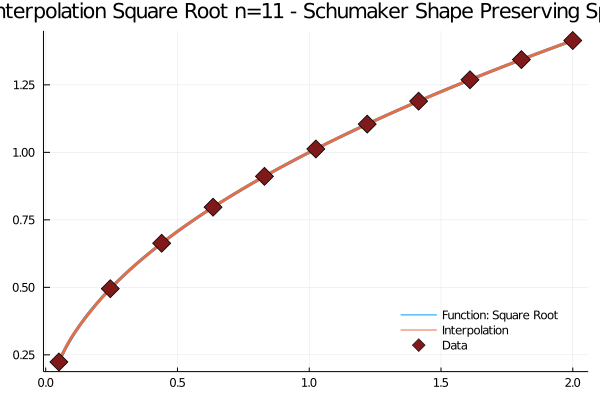 nterpolation Square Root n=11 - Schumaker Shape Preserving Sp
1.25
1.00
0.75
0.50
0.25
Function: Square Root
Interpolation
Data
0.0 0.5 1.0 1.5 2.0